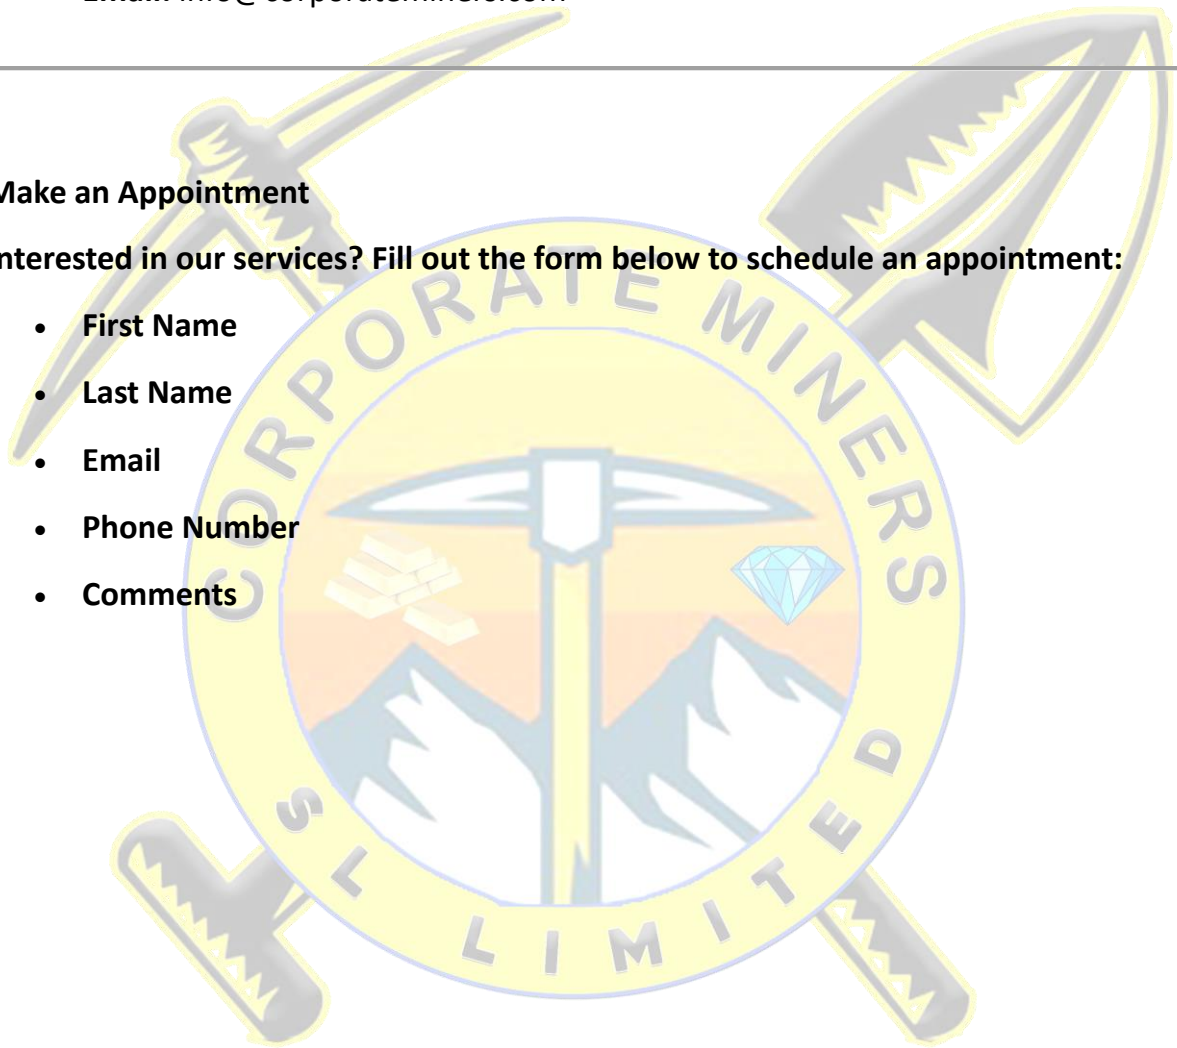 Make an Appointment
Interested in our services? Fill out the form below to schedule an appointment:
• First Name
• Last Name
• Email
• Phone Number
• Comments
CORPORATE MINERS
SL LIMITED